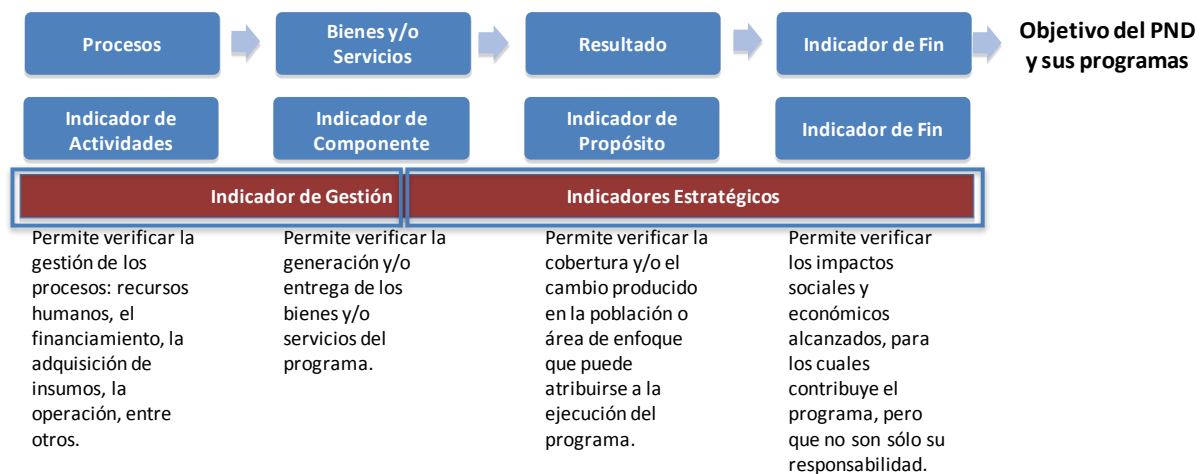 Procesos
Bienes y/o
Servicios
Resultado
Indicador de Fin
Objetivo del PND
y sus programas
Indicador de
Actividades
Indicador de
Componente
Indicador de
Propósito
Indicador de Fin
Indicador de Gestión
Indicadores Estratégicos
Permite verificar la
gestión de los
procesos: recursos
humanos, el
financiamiento, la
adquisición de
insumos, la
operación, entre
otros.
Permite verificar la
generación y/o
entrega de los
bienes y/o
servicios del
programa.
Permite verificar la
cobertura y/o el
cambio producido
en la población o
área de enfoque
que puede
atribuirse a la
ejecución del
programa.
Permite verificar
los impactos
sociales y
económicos
alcanzados, para
los cuales
contribuye el
programa, pero
que no son sólo su
responsabilidad.